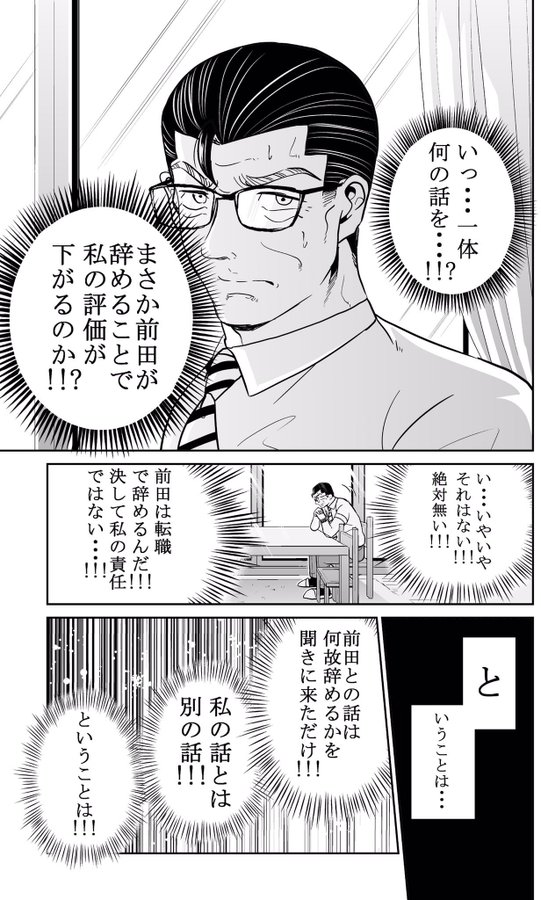 いっ・・・一体
何の話を・・・
!!?
まさか前田が
辞めることで
私の評価が
下がるのか!!?
い・・・いやいや
それはない!!!
絶対無い!!!
前田は転職
で辞めるんだ!!!
決して私の責任
ではない・・・!!!
と
いうことは・・・
前田との話は
何故辞めるかを
聞きに来ただけ!!!
私の話とは
別の話!!!
ということは!!!